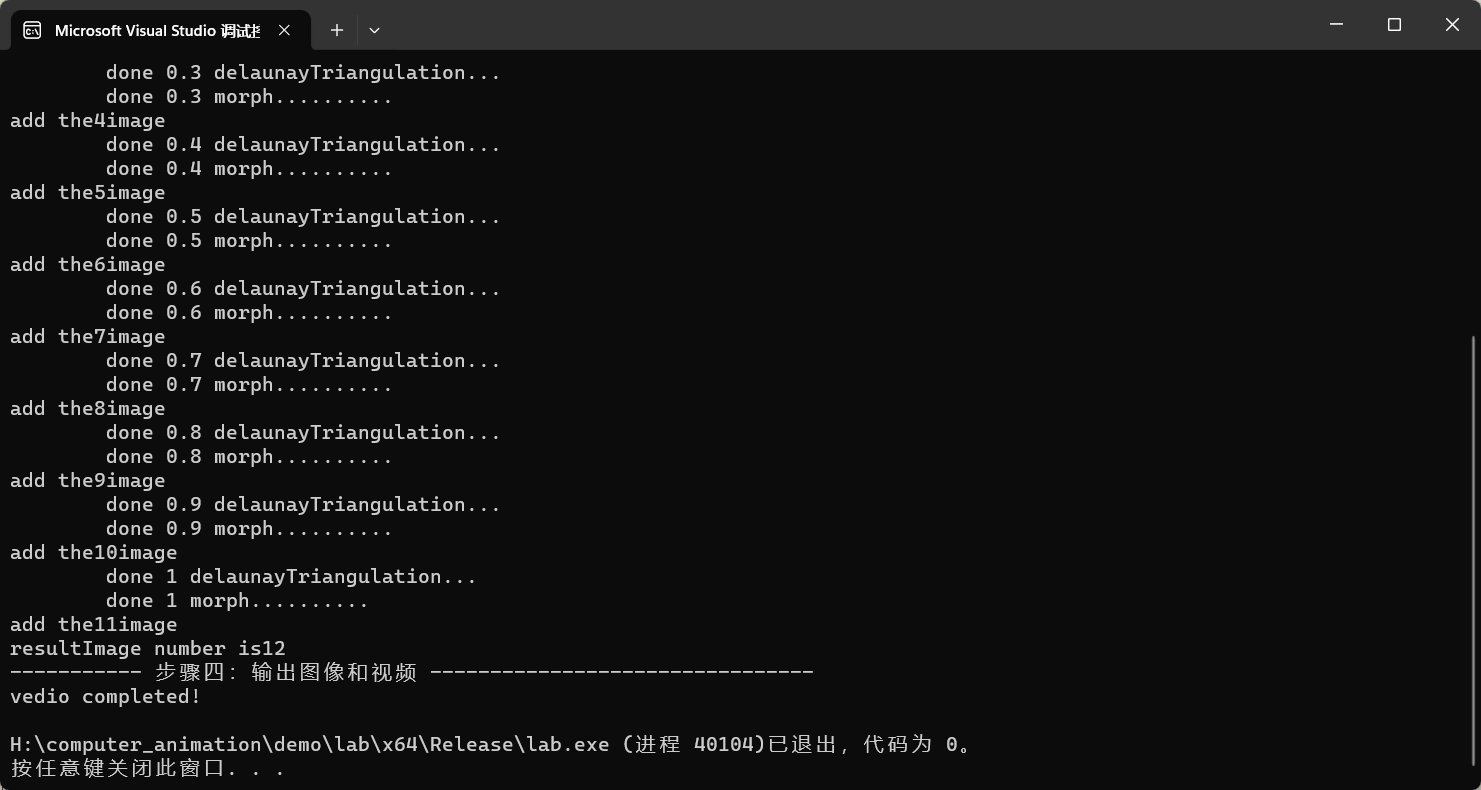 Microsoft Visual Studio 调试
done 0.3 delaunayTriangulation...
done 0.3 morph..........
add the4image
done 0.4 delaunayTriangulation...
done 0.4 morph..........
add the5image
done 0.5 delaunayTriangulation...
done 0.5 morph..........
add the6image
done 0.6 delaunayTriangulation...
done 0.6 morph..........
add the7image
done 0.7 delaunayTriangulation...
done 0.7 morph..........
add the8image
done 0.8 delaunayTriangulation...
done 0.8 morph..........
add the9image
done 0.9 delaunayTriangulation...
done 0.9 morph..........
add the10image
done 1 delaunayTriangulation...
done 1 morph..........
add the11image
resultImage number is12
----------- 步骤四：输出图像和视频 --------------------------------
vedio completed!
H:\computer_animation\demo\lab\x64\Release\lab.exe (进程 40104)已退出，代码为 0。
按任意键关闭此窗口. . .